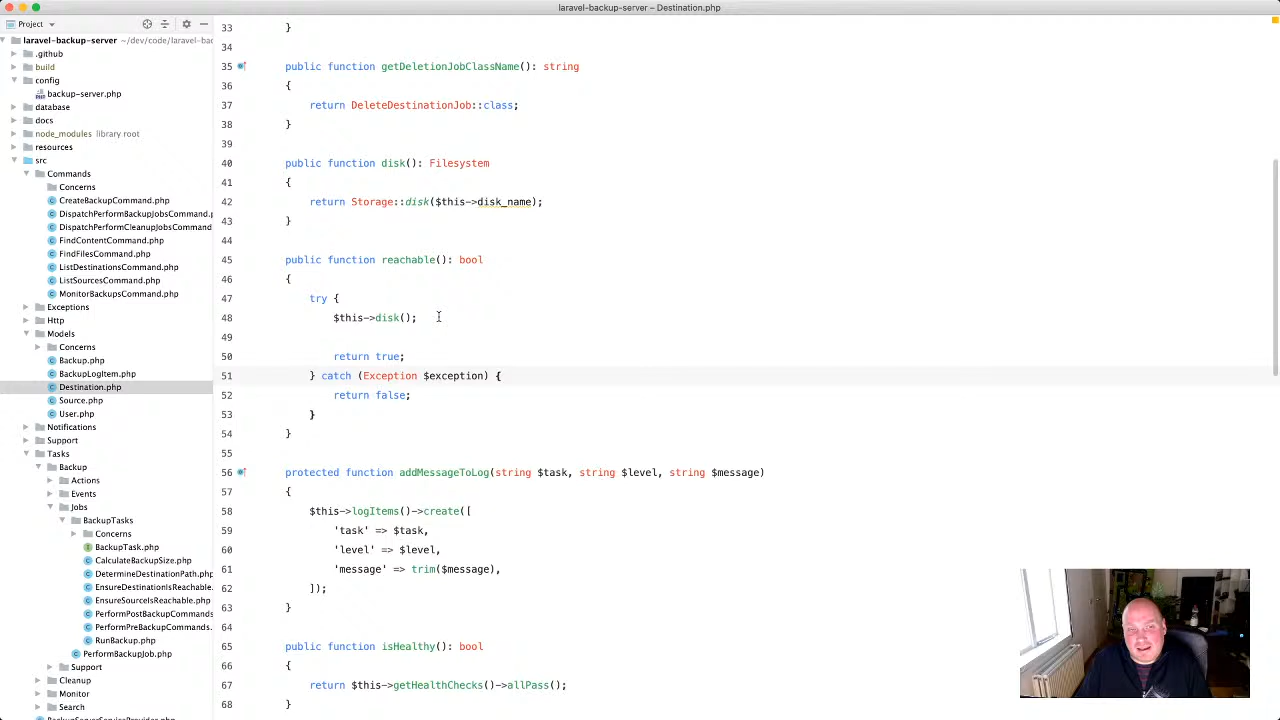 laravel-backup-server – Destination.php
Project
laravel-backup-server ~/dev/code/laravel-bac
.github
build
config
backup-server.php
database
docs
node_modules library root
resources
src
Commands
Concerns
CreateBackupCommand.php
DispatchPerformBackupJobsCommand.p
DispatchPerformCleanupJobsCommand
FindContentCommand.php
FindFilesCommand.php
ListDestinationsCommand.php
ListSourcesCommand.php
MonitorBackupsCommand.php
Exceptions
Http
Models
Concerns
Backup.php
BackupLogItem.php
Destination.php
Source.php
User.php
Notifications
Support
Tasks
Backup
Actions
Events
Jobs
BackupTasks
Concerns
BackupTask.php
CalculateBackupSize.php
DetermineDestinationPath.php
EnsureDestinationIsReachable.
EnsureSourceIsReachable.php
PerformPostBackupCommands
PerformPreBackupCommands.
RunBackup.php
PerformBackupJob.php
Support
Cleanup
Monitor
Search
BackupServerServiceProvider.php
33 }
34
35 public function getDeletionJobClassName(): string
36 {
37 return DeleteDestinationJob::class;
38 }
39
40 public function disk(): Filesystem
41 {
42 return Storage::disk($this->disk_name);
43 }
44
45 public function reachable(): bool
46 {
47 try {
48 $this->disk();
49
50 return true;
51 } catch (Exception $exception) {
52 return false;
53 }
54 }
55
56 protected function addMessageToLog(string $task, string $level, string $message)
57 {
58 $this->logItems()->create([
59 'task' => $task,
60 'level' => $level,
61 'message' => trim($message),
62 ]);
63 }
64
65 public function isHealthy(): bool
66 {
67 return $this->getHealthChecks()->allPass();
68 }